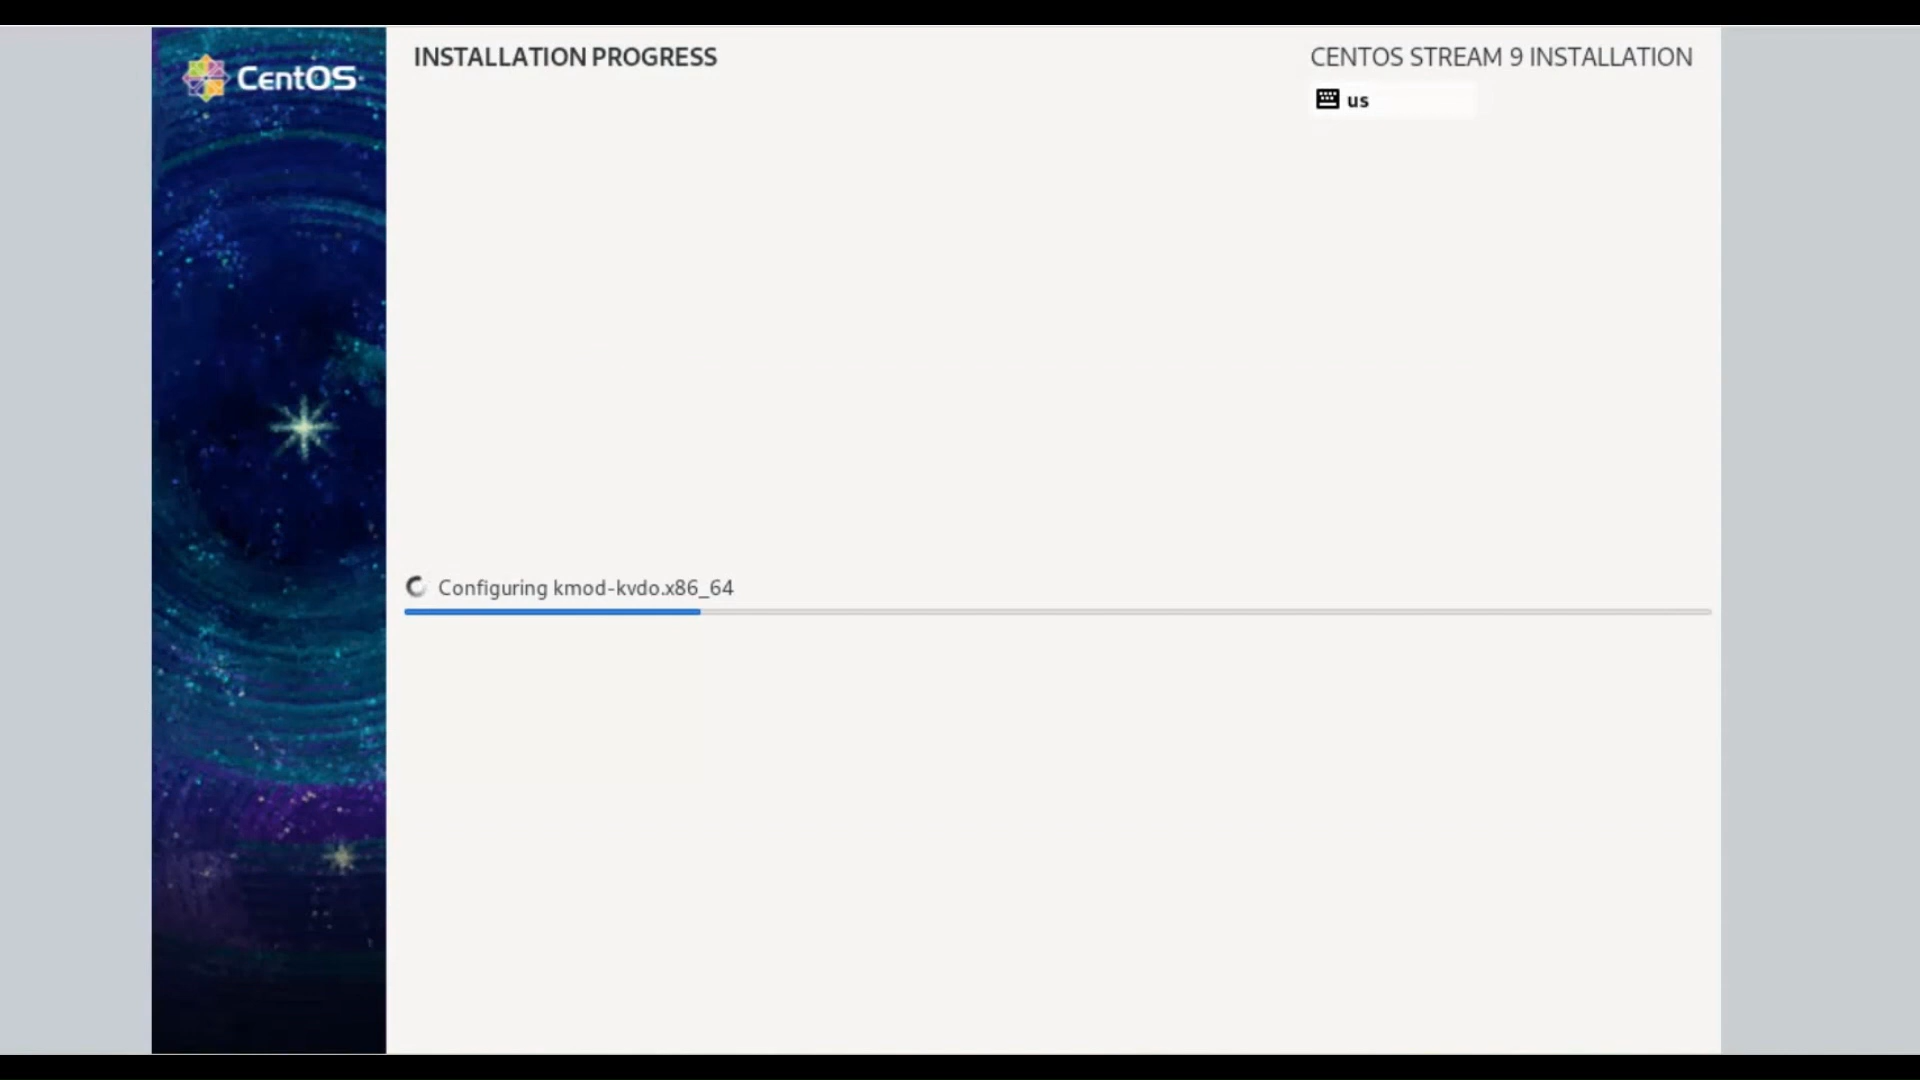 CentOS
INSTALLATION PROGRESS
CENTOS STREAM 9 INSTALLATION
us
Configuring kmod-kvdo.x86_64